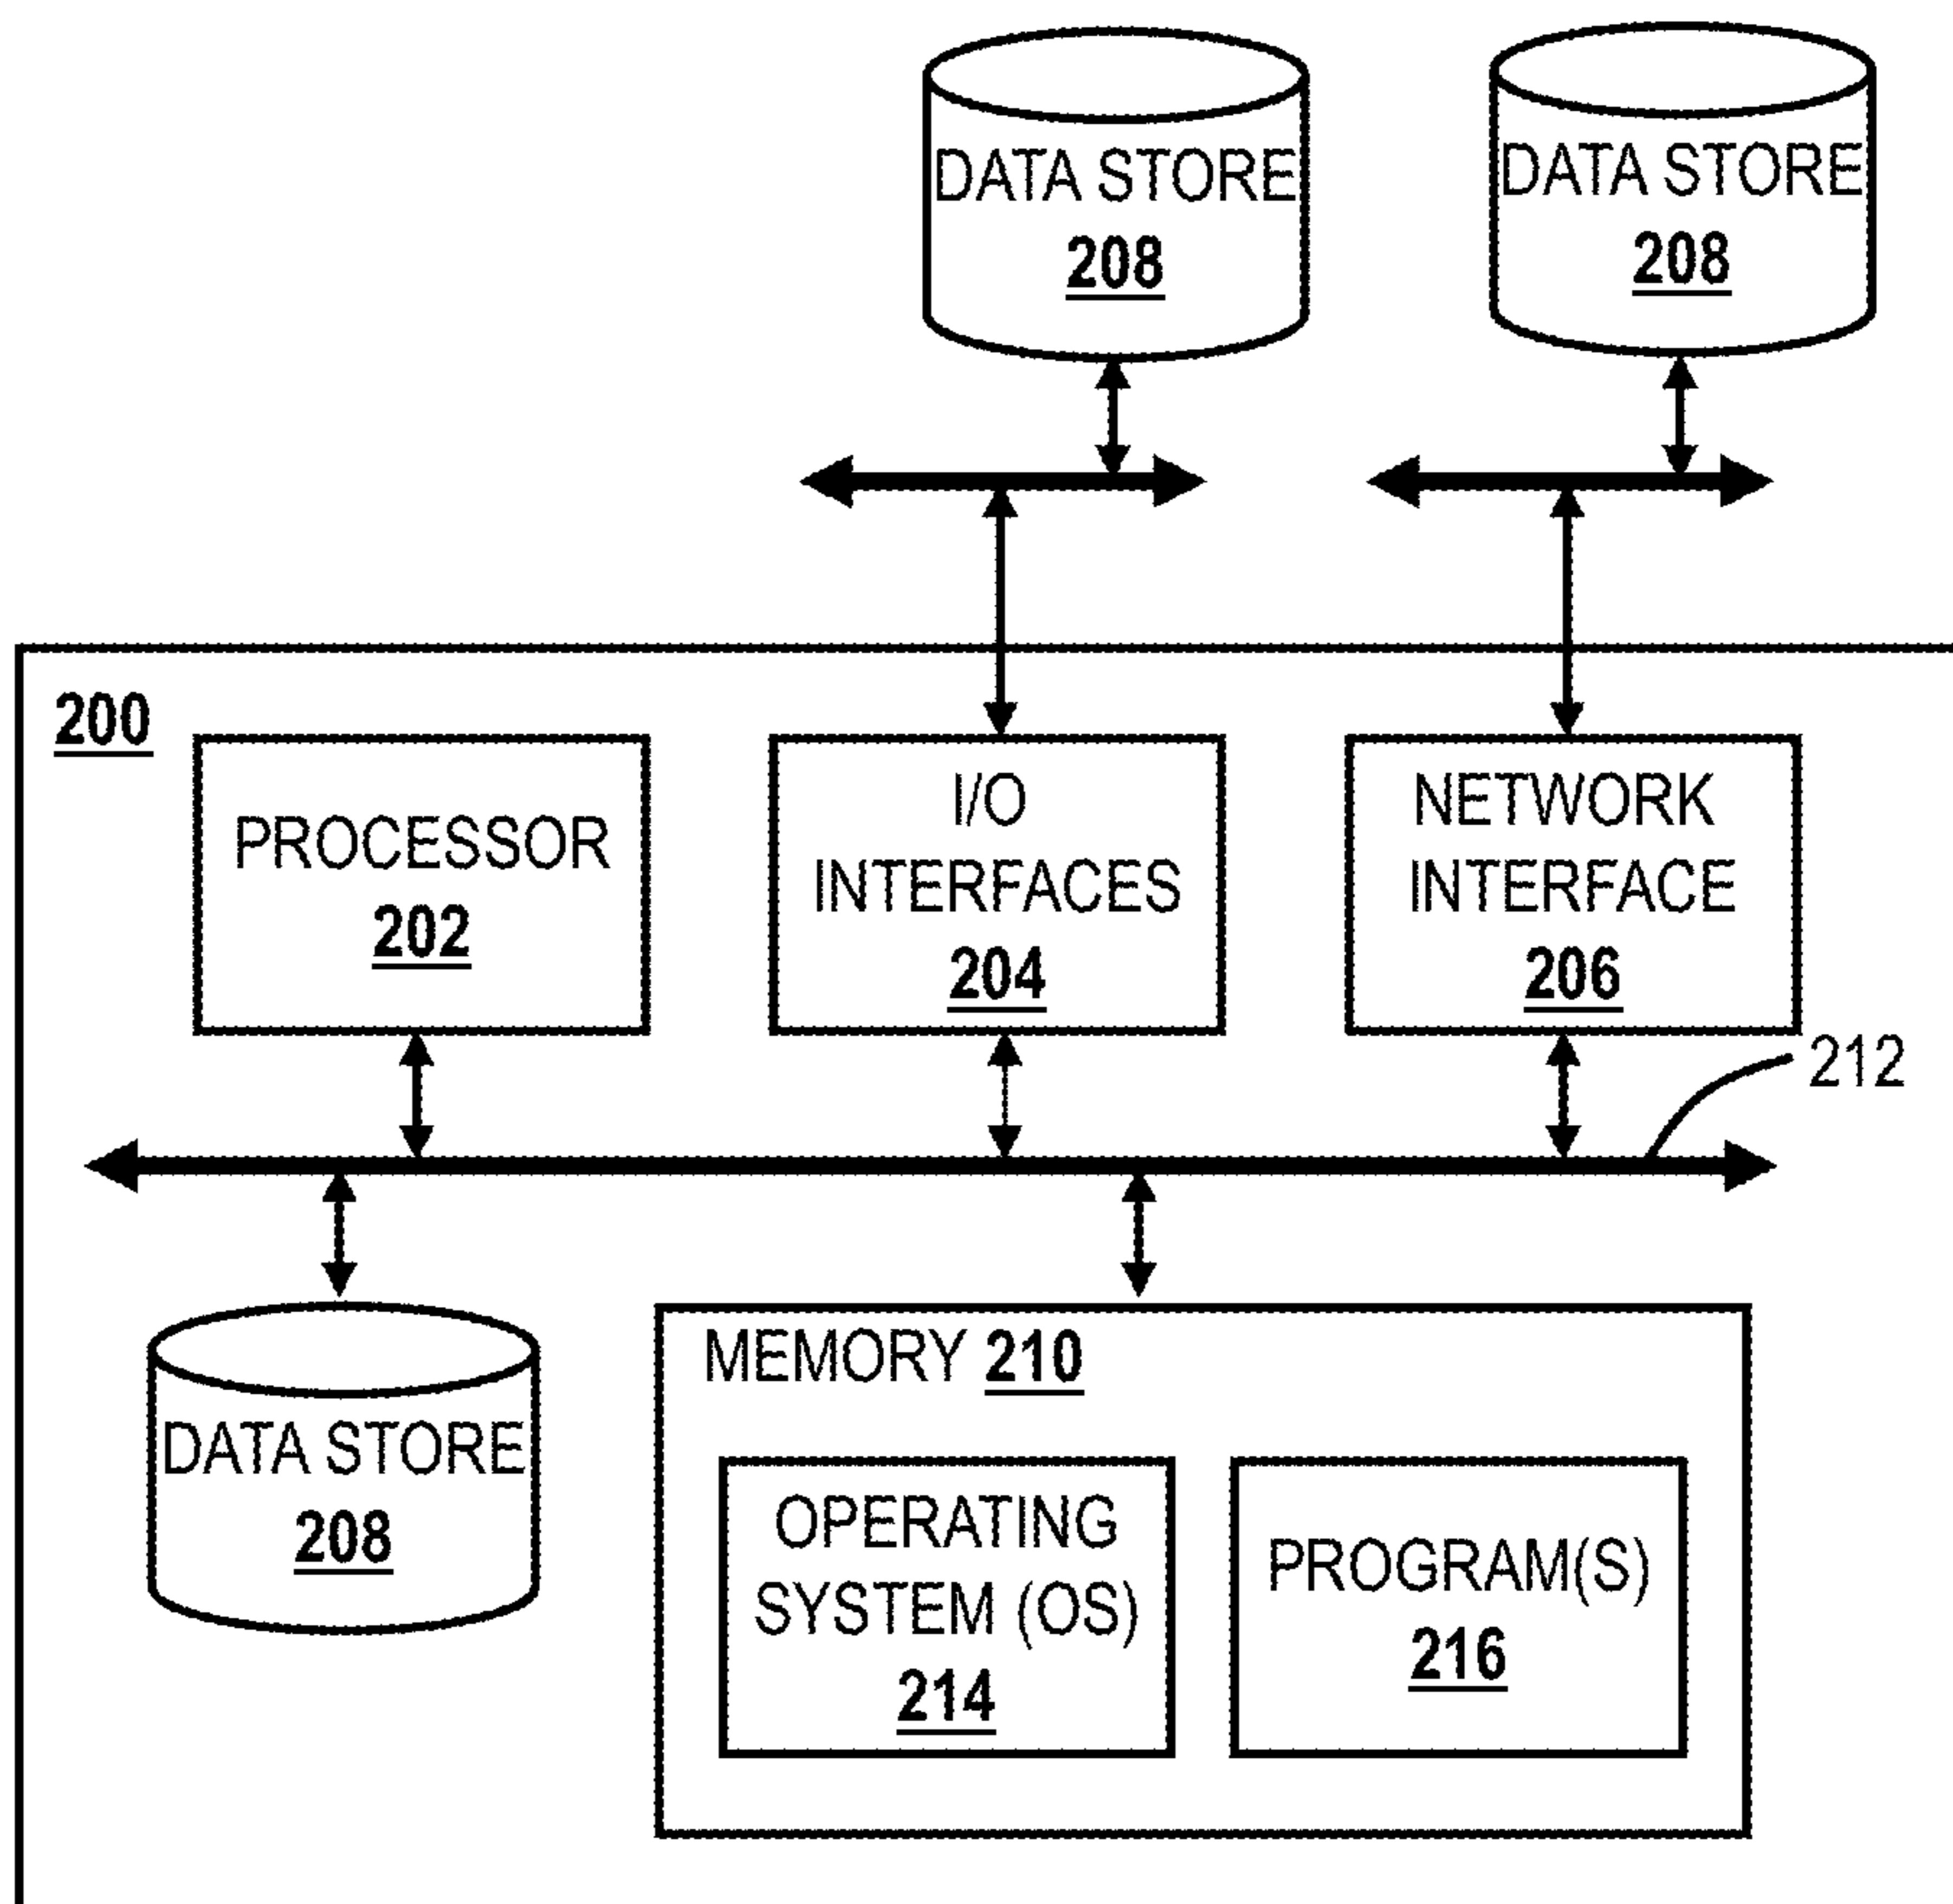 DATA STORE
208
DATA STORE
208
200
PROCESSOR
202
I/O
INTERFACES
204
NETWORK
INTERFACE
206
212
DATA STORE
208
MEMORY 210
OPERATING
SYSTEM (OS)
214
PROGRAM(S)
216